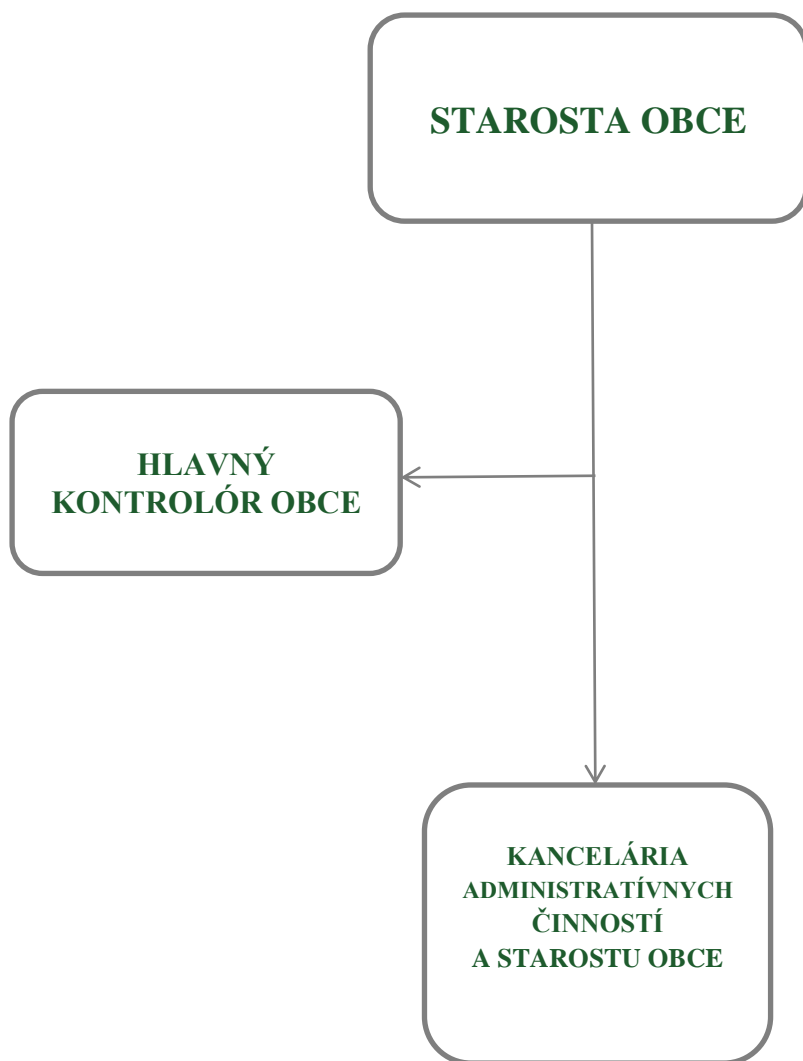 STAROSTA OBCE
HLAVNÝ
KONTROLÓR OBCE
KANCELÁRIA
ADMINISTRATÍVNYCH
ČINNOSTÍ
A STAROSTU OBCE